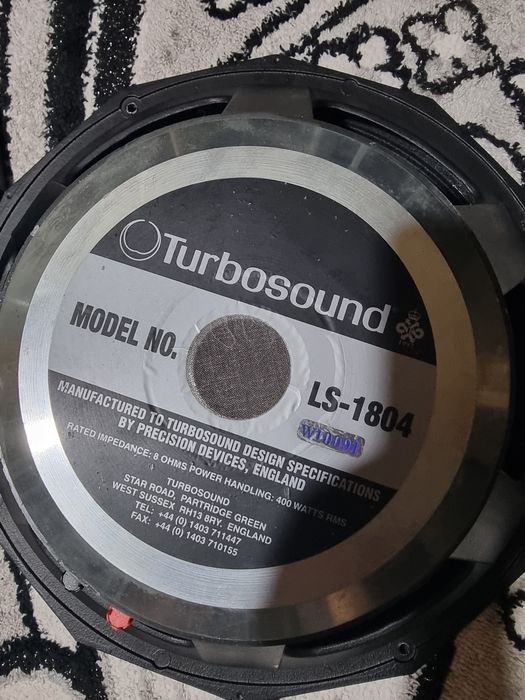 Turbosound
MODEL NO.
LS-1804
W10091
MANUFACTURED TO TURBOSOUND DESIGN SPECIFICATIONS
BY PRECISION DEVICES, ENGLAND
RATED IMPEDANCE: 8 OHMS POWER HANDLING: 400 WATTS RMS
TURBOSOUND
STAR ROAD, PARTRIDGE GREEN
WEST SUSSEX RH13 8RY. ENGLAND
TEL: +44 (0) 1403 711447
FAX: +44 (0) 1403 710155